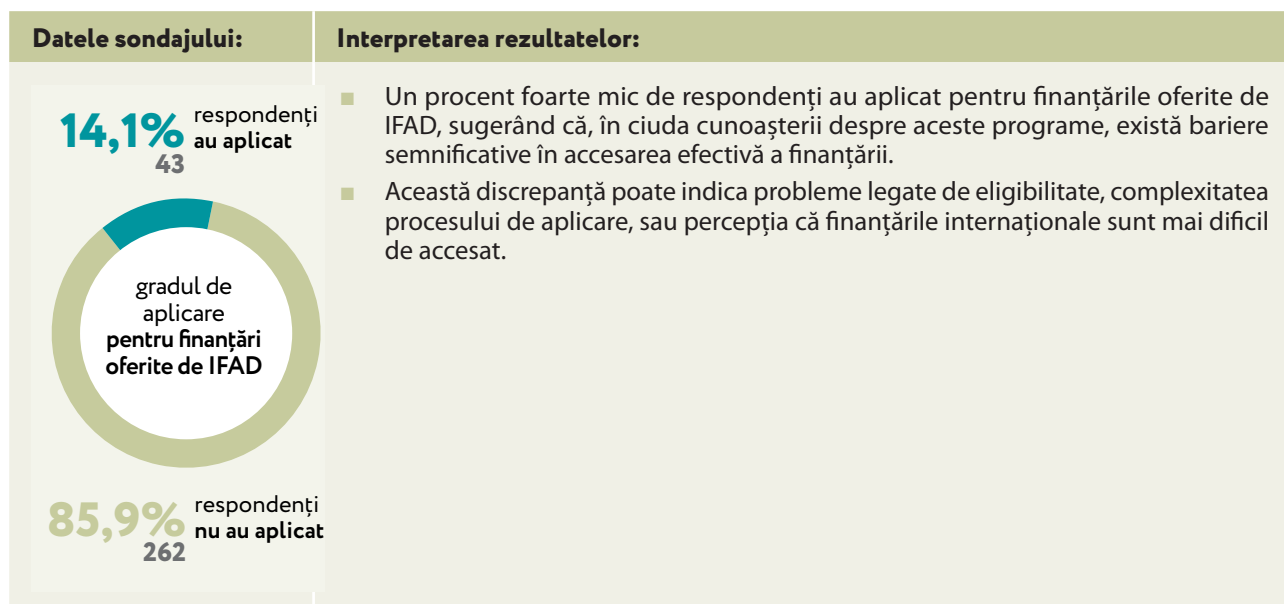 Datele sondajului:
Interpretarea rezultatelor:
14,1%
43
respondenți
au aplicat
gradul de
aplicare
pentru finanțări
oferite de IFAD
85,9%
262
respondenți
nu au aplicat
■ Un procent foarte mic de respondenți au aplicat pentru finanțările oferite de
IFAD, sugerând că, în ciuda cunoașterii despre aceste programe, există bariere
semnificative în accesarea efectivă a finanțării.
■ Această discrepanță poate indica probleme legate de eligibilitate, complexitatea
procesului de aplicare, sau percepția că finanțările internaționale sunt mai dificil
de accesat.